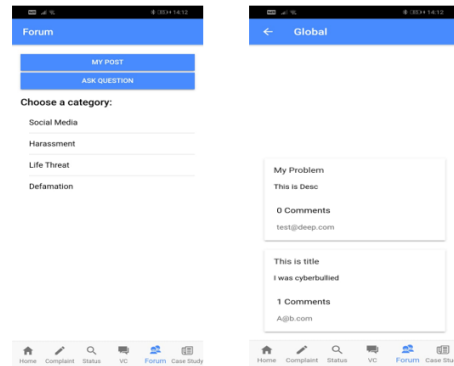 14:12
Forum
MY POST
ASK QUESTION
Choose a category:
Social Media
Harassment
Life Threat
Defamation
Home Complaint Status VC Forum Case Study
14:12
Global
My Problem
This is Desc
0 Comments
test@deep.com
This is title
I was cyberbullied
1 Comments
A@b.com
Home Complaint Status VC Forum Case Stu